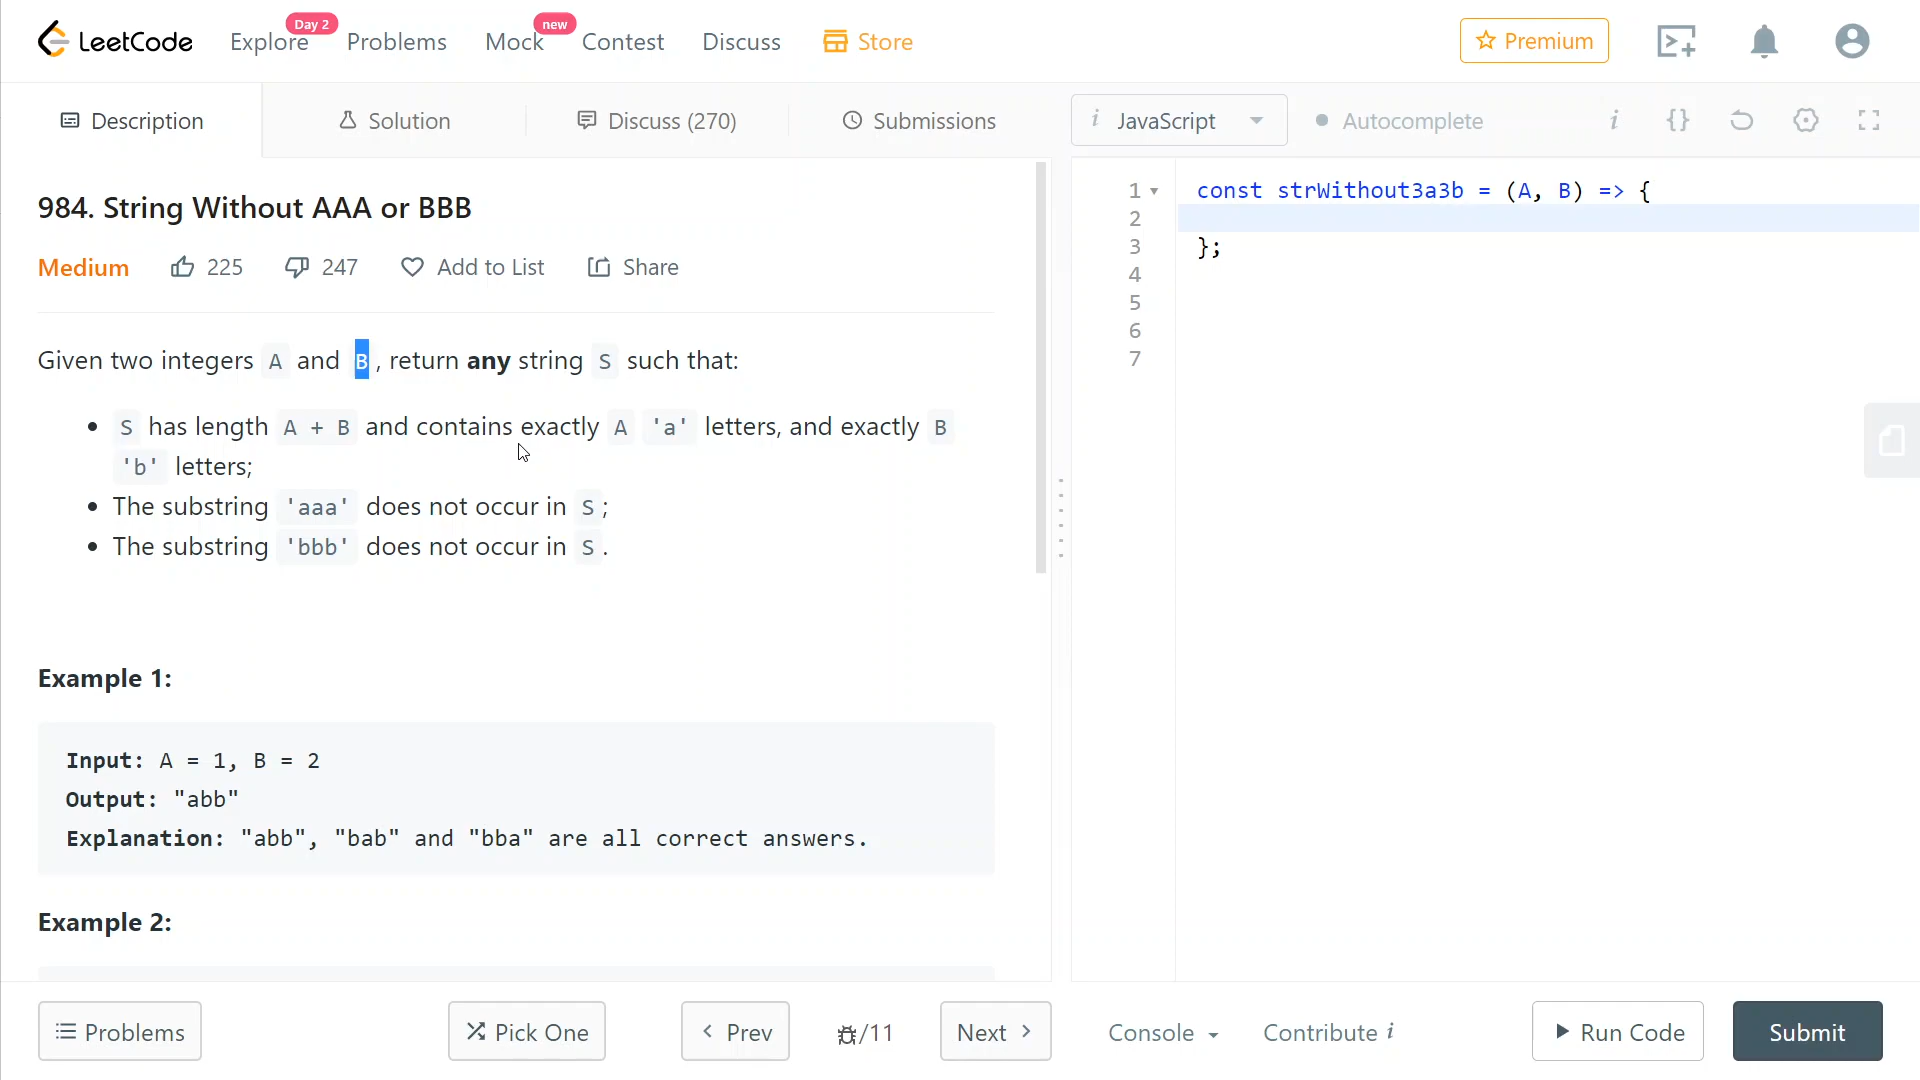 LeetCode Explore Day 2 Problems Mock new Contest Discuss Store Premium
Description Solution Discuss (270) Submissions i JavaScript Autocomplete i {}
984. String Without AAA or BBB
Medium 225 247 Add to List Share
Given two integers A and B, return any string S such that:
• S has length A + B and contains exactly A 'a' letters, and exactly B
'b' letters;
• The substring 'aaa' does not occur in S;
• The substring 'bbb' does not occur in S.
Example 1:
Input: A = 1, B = 2
Output: "abb"
Explanation: "abb", "bab" and "bba" are all correct answers.
Example 2:
1 const strWithout3a3b = (A, B) => {
2
3 };
4
5
6
7
Problems Pick One Prev /11 Next Console Contribute i Run Code Submit